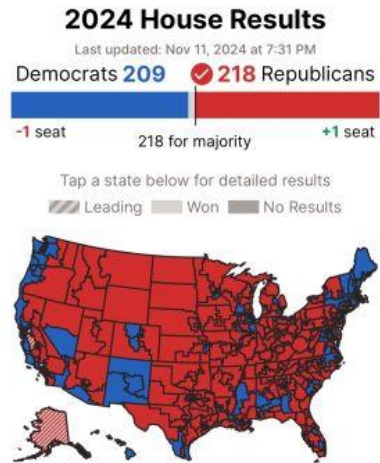 2024 House Results
Last updated: Nov 11, 2024 at 7:31 PM
Democrats 209 218 Republicans
-1 seat 218 for majority +1 seat
Tap a state below for detailed results
Leading Won No Results